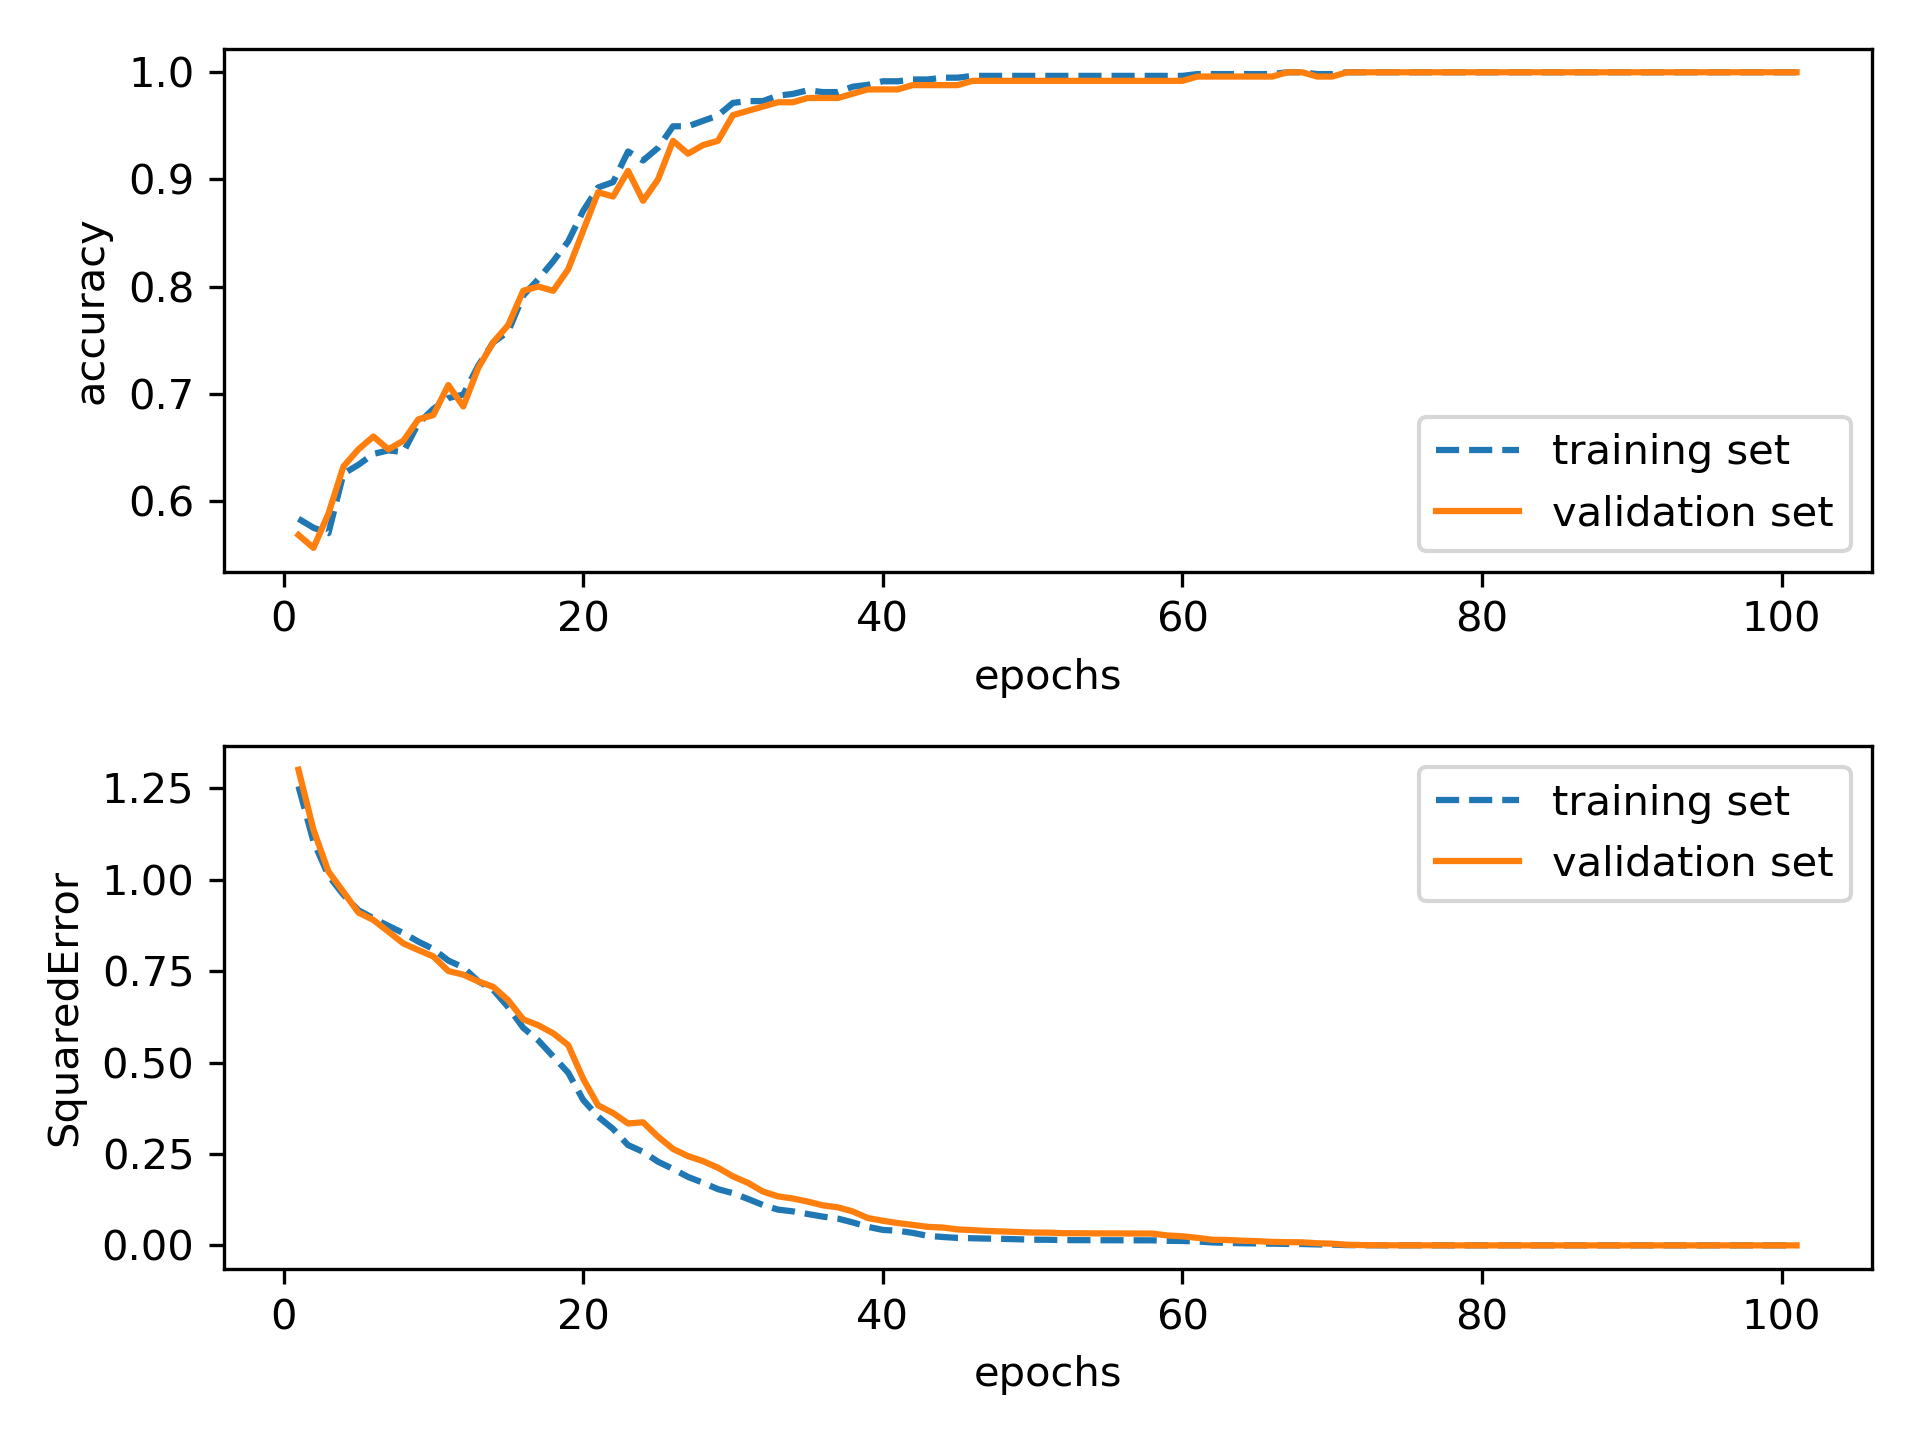 accuracy
1.0
0.9
0.8
0.7
0.6
training set
validation set
0 20 40 60 80 100
epochs
SquaredError
1.25
1.00
0.75
0.50
0.25
0.00
training set
validation set
0 20 40 60 80 100
epochs